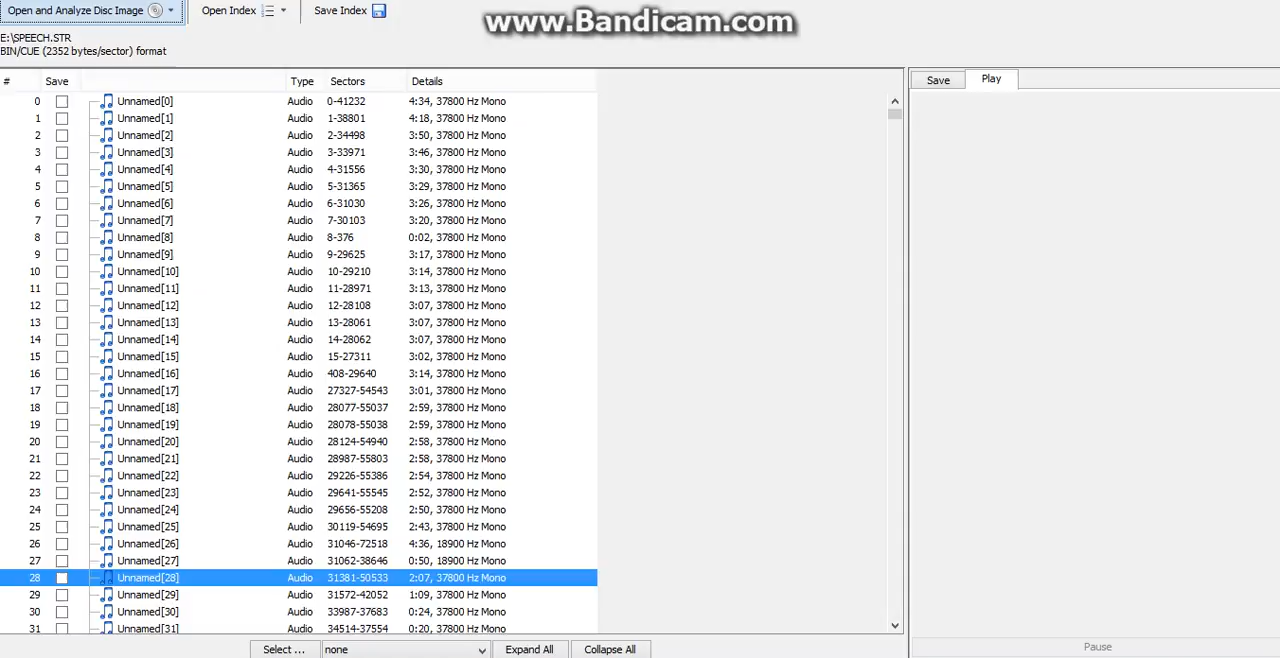 www.Bandicam.com
Open and Analyze Disc Image Open Index Save Index
E:\SPEECH.STR
BIN/CUE (2352 bytes/sector) format
Save Play
# Save Type Sectors Details
0 Unnamed[0] Audio 0-41232 4:34, 37800 Hz Mono
1 Unnamed[1] Audio 1-38801 4:18, 37800 Hz Mono
2 Unnamed[2] Audio 2-34498 3:50, 37800 Hz Mono
3 Unnamed[3] Audio 3-33971 3:46, 37800 Hz Mono
4 Unnamed[4] Audio 4-31556 3:30, 37800 Hz Mono
5 Unnamed[5] Audio 5-31365 3:29, 37800 Hz Mono
6 Unnamed[6] Audio 6-31030 3:26, 37800 Hz Mono
7 Unnamed[7] Audio 7-30103 3:20, 37800 Hz Mono
8 Unnamed[8] Audio 8-376 0:02, 37800 Hz Mono
9 Unnamed[9] Audio 9-29625 3:17, 37800 Hz Mono
10 Unnamed[10] Audio 10-29210 3:14, 37800 Hz Mono
11 Unnamed[11] Audio 11-28971 3:13, 37800 Hz Mono
12 Unnamed[12] Audio 12-28108 3:07, 37800 Hz Mono
13 Unnamed[13] Audio 13-28061 3:07, 37800 Hz Mono
14 Unnamed[14] Audio 14-28062 3:07, 37800 Hz Mono
15 Unnamed[15] Audio 15-27311 3:02, 37800 Hz Mono
16 Unnamed[16] Audio 408-29640 3:14, 37800 Hz Mono
17 Unnamed[17] Audio 27327-54543 3:01, 37800 Hz Mono
18 Unnamed[18] Audio 28077-55037 2:59, 37800 Hz Mono
19 Unnamed[19] Audio 28078-55038 2:59, 37800 Hz Mono
20 Unnamed[20] Audio 28124-54940 2:58, 37800 Hz Mono
21 Unnamed[21] Audio 28987-55803 2:58, 37800 Hz Mono
22 Unnamed[22] Audio 29226-55386 2:54, 37800 Hz Mono
23 Unnamed[23] Audio 29641-55545 2:52, 37800 Hz Mono
24 Unnamed[24] Audio 29656-55208 2:50, 37800 Hz Mono
25 Unnamed[25] Audio 30119-54695 2:43, 37800 Hz Mono
26 Unnamed[26] Audio 31046-72518 4:36, 18900 Hz Mono
27 Unnamed[27] Audio 31062-38646 0:50, 18900 Hz Mono
28 Unnamed[28] Audio 31381-50533 2:07, 37800 Hz Mono
29 Unnamed[29] Audio 31572-42052 1:09, 37800 Hz Mono
30 Unnamed[30] Audio 33987-37683 0:24, 37800 Hz Mono
31 Unnamed[31] Audio 34514-37554 0:20, 37800 Hz Mono
Select ... none Expand All Collapse All Pause